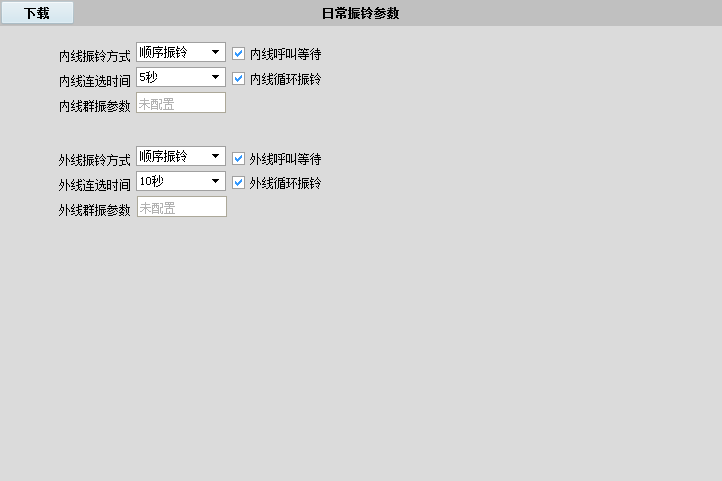 下载 日常振铃参数
内线振铃方式 顺序振铃 内线呼叫等待
内线连选时间 5秒 内线循环振铃
内线群振参数 未配置
外线振铃方式 顺序振铃 外线呼叫等待
外线连选时间 10秒 外线循环振铃
外线群振参数 未配置